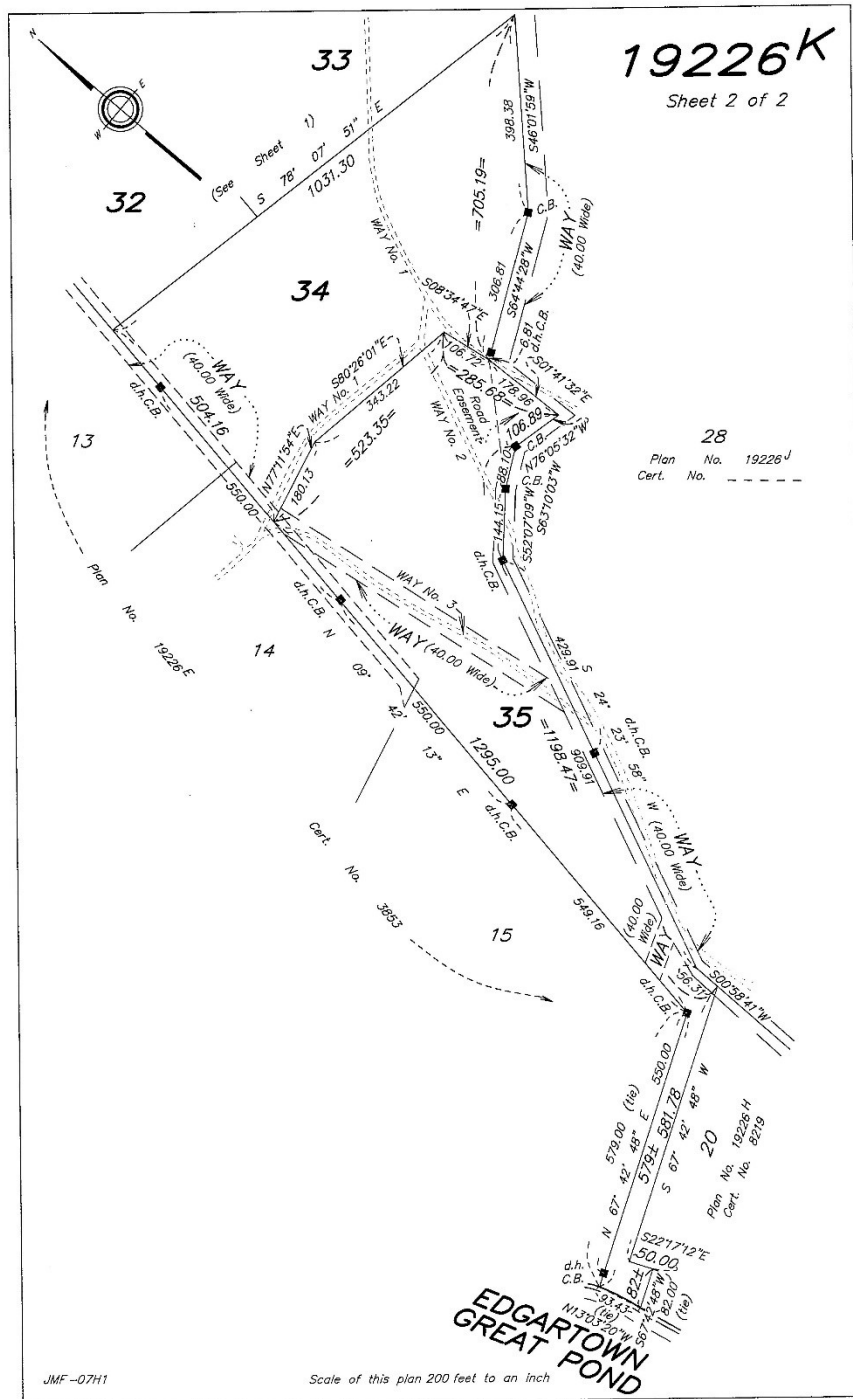 19226K
Sheet 2 of 2
N
E
W
33
32
(See Sheet 1)
S 78° 07' 51" E
1031.30
398.38
S46°01'59"W
=705.19=
C.B.
WAY
(40.00 Wide)
WAY No. 1
34
306.81
S64°44'28"W
S08°34'47"E
6.81
d.h.C.B.
S01°41'32"E
106.72
=285.68=
178.96
S80°26'01"E
WAY No. 1
343.22
=523.35=
N77°11'54"E
180.13
WAY No. 2
Road
Easement
106.89
C.B.
N76°05'32"W
88.10
S63°10'03"W
C.B.
144.15
S52°07'09"W
d.h.C.B.
28
Plan No. 19226J
Cert. No.
WAY
(40.00 Wide)
d.h.C.B.
504.16
13
550.00
Plan No. 19226E
d.h.C.B.
14
WAY No. 3
WAY (40.00 Wide)
N 09° 42' 13" E
550.00
1295.00
35
429.91
S 24° 23' 58" W
d.h.C.B.
=1198.47=
909.91
WAY
(40.00 Wide)
d.h.C.B.
Cert. No. 3853
15
549.16
(40.00
Wide)
WAY
56.31
S00°58'41"W
d.h.C.B.
550.00
579.00 (tie)
N 67° 42' 48" E
579±
581.78
S 67° 42' 48" W
20
Plan No. 19226H
Cert. No. 8219
S22°17'12"E
50.00
d.h.
C.B.
82±
S67°42'48"W
82.00
(tie)
93.43
(tie)
N13°03'20"W
EDGARTOWN
GREAT POND
JMF-07H1
Scale of this plan 200 feet to an inch